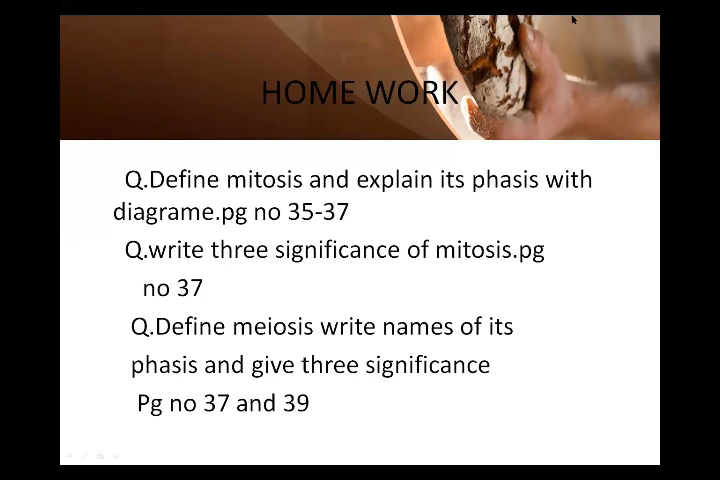 HOME WORK
Q.Define mitosis and explain its phasis with
diagrame.pg no 35-37
Q.write three significance of mitosis.pg
no 37
Q.Define meiosis write names of its
phasis and give three significance
Pg no 37 and 39